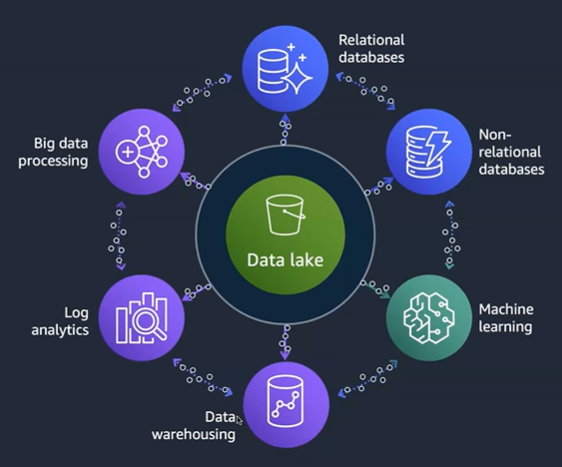 Relational
databases
Non-
relational
databases
Machine
learning
Data
warehousing
Log
analytics
Big data
processing
Data lake